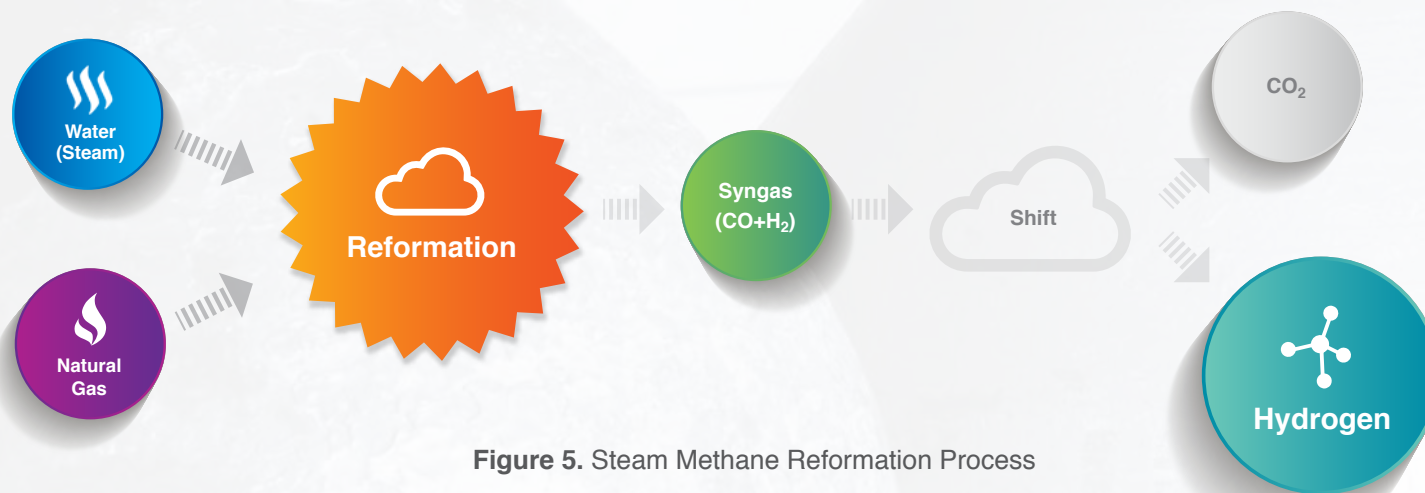 Water
(Steam)
Natural
Gas
Reformation
Syngas
(CO+H₂)
Shift
CO₂
Hydrogen
Figure 5. Steam Methane Reformation Process